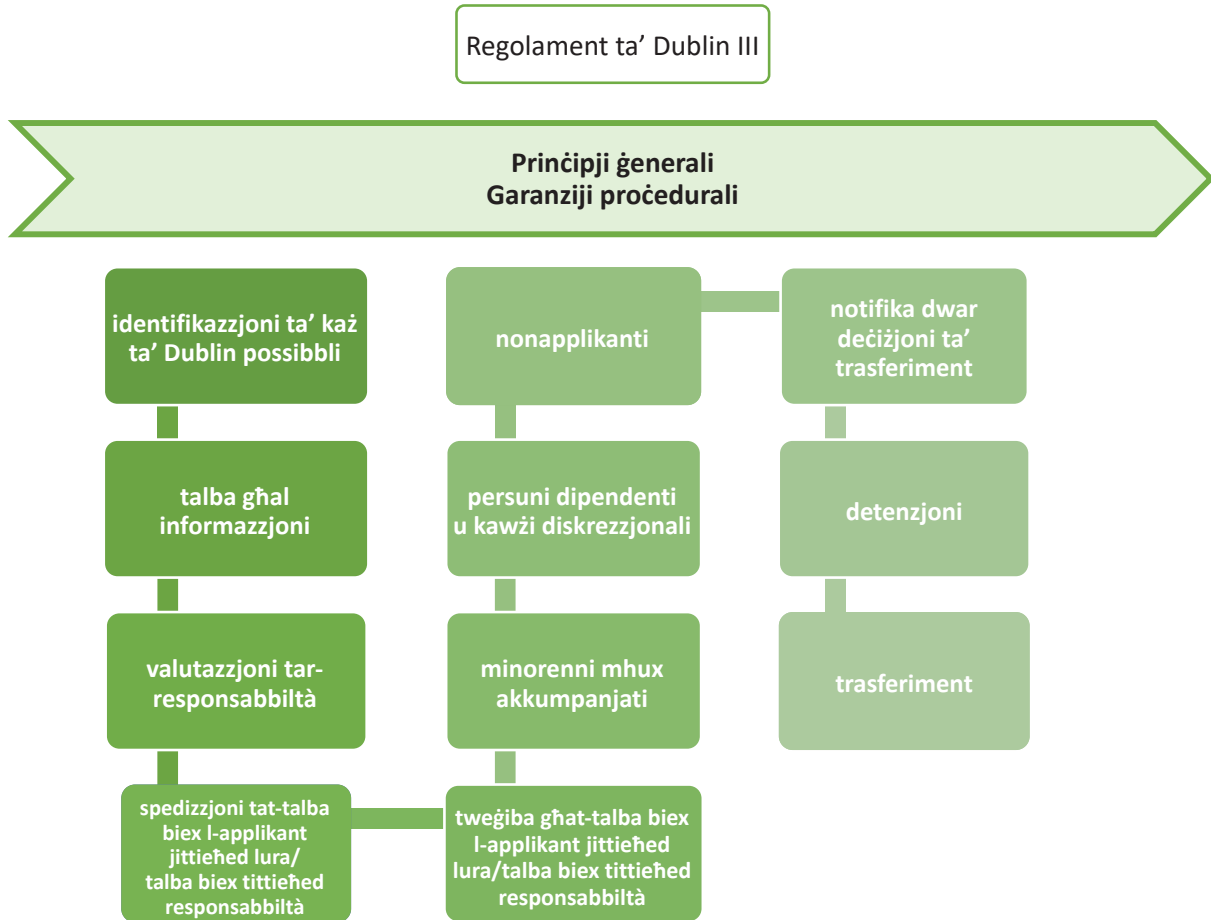 Regolament ta’ Dublin III
Prinċipji ġenerali
Garanziji proċedurali
identifikazzjoni ta’ każ
ta’ Dublin possibbli
talba għal
informazzjoni
valutazzjoni tar-
responsabbiltà
spedizzjoni tat-talba
biex l-applikant
jittieħed lura/
talba biex tittieħed
responsabbiltà
tweġiba għat-talba biex
l-applikant jittieħed
lura/talba biex tittieħed
responsabbiltà
minorenni mhux
akkumpanjati
persuni dipendenti
u kawżi diskrezzjonali
nonapplikanti
notifika dwar
deċiżjoni ta’
trasferiment
detenzjoni
trasferiment